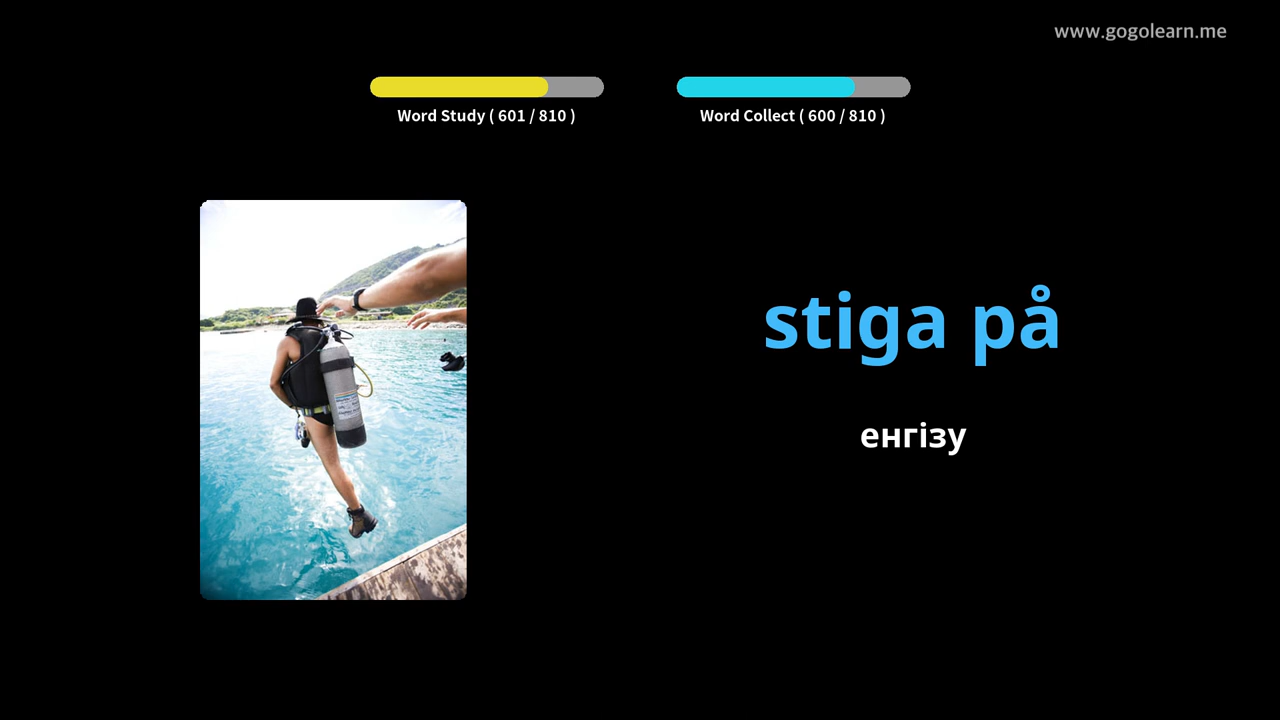 www.gogolearn.me
Word Study ( 601 / 810 )
Word Collect ( 600 / 810 )
stiga på
енгізу